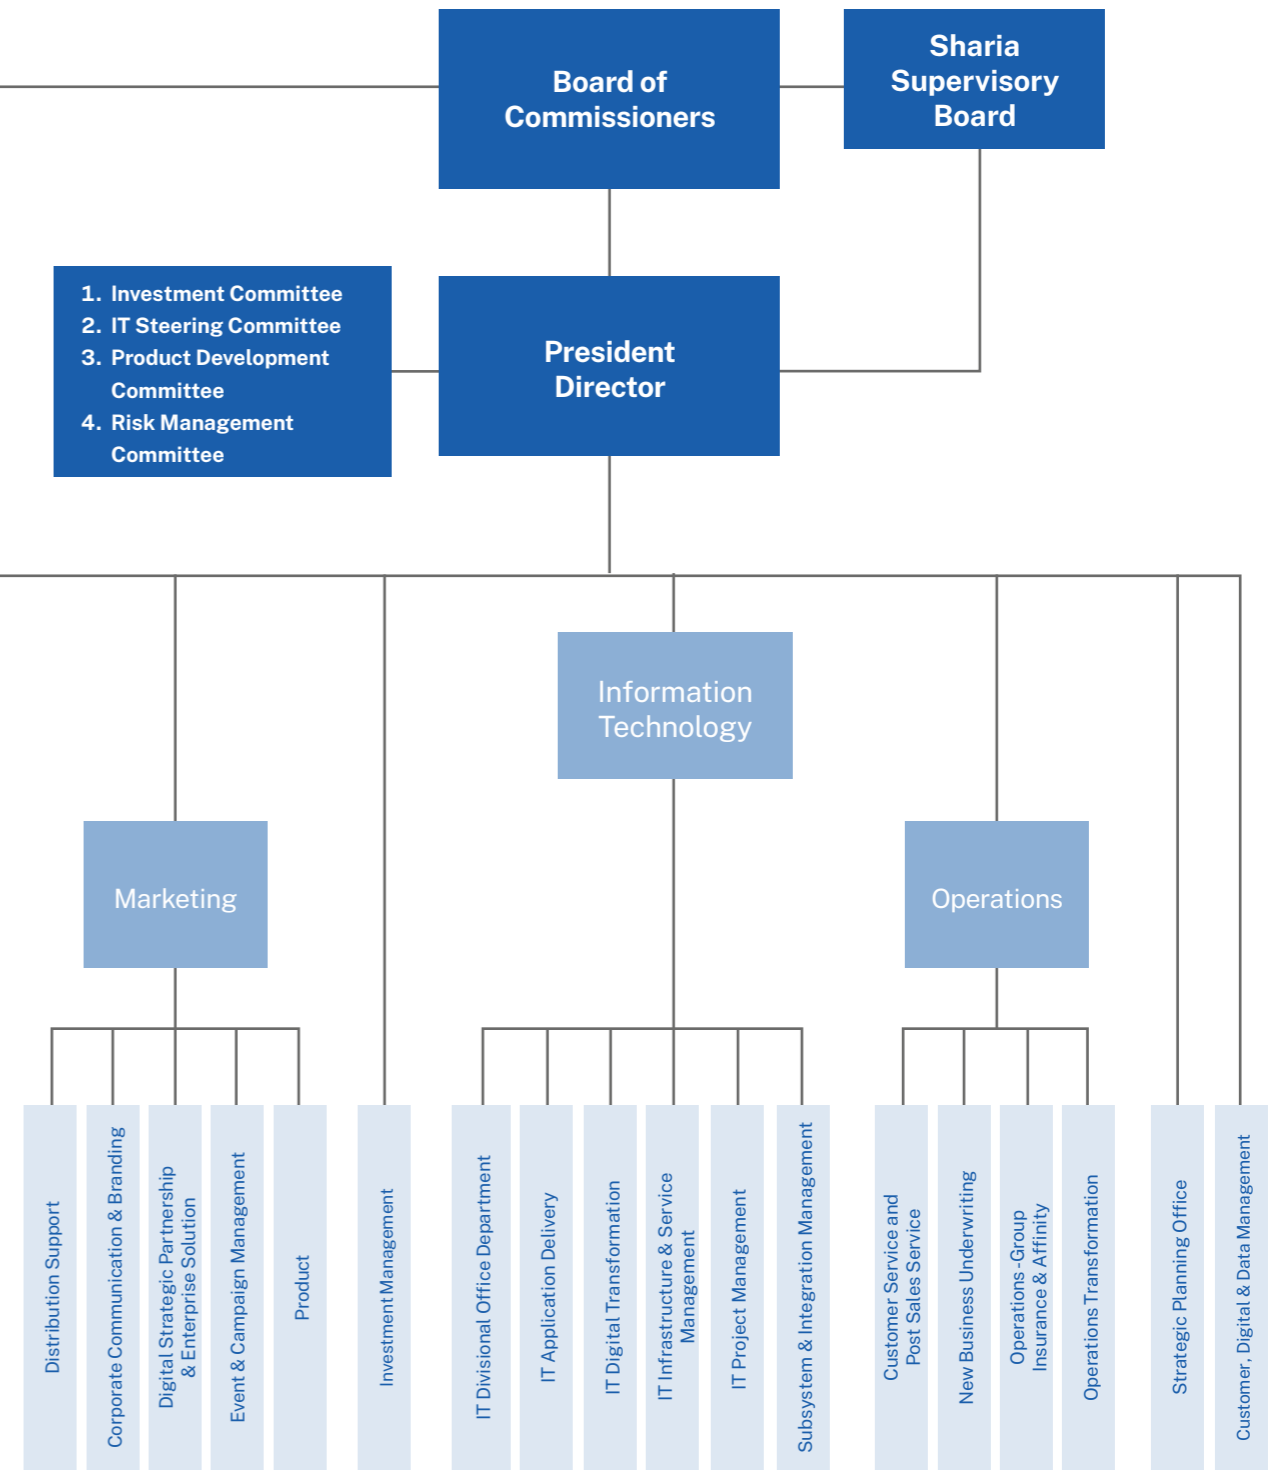 Board of
Commissioners
Sharia
Supervisory
Board
1. Investment Committee
2. IT Steering Committee
3. Product Development
Committee
4. Risk Management
Committee
President
Director
Information
Technology
Marketing
Operations
Distribution Support
Corporate Communication & Branding
Digital Strategic Partnership
& Enterprise Solution
Event & Campaign Management
Product
Investment Management
IT Divisional Office Department
IT Application Delivery
IT Digital Transformation
IT Infrastructure & Service
Management
IT Project Management
Subsystem & Integration Management
Customer Service and
Post Sales Service
New Business Underwriting
Operations -Group
Insurance & Affinity
Operations Transformation
Strategic Planning Office
Customer, Digital & Data Management